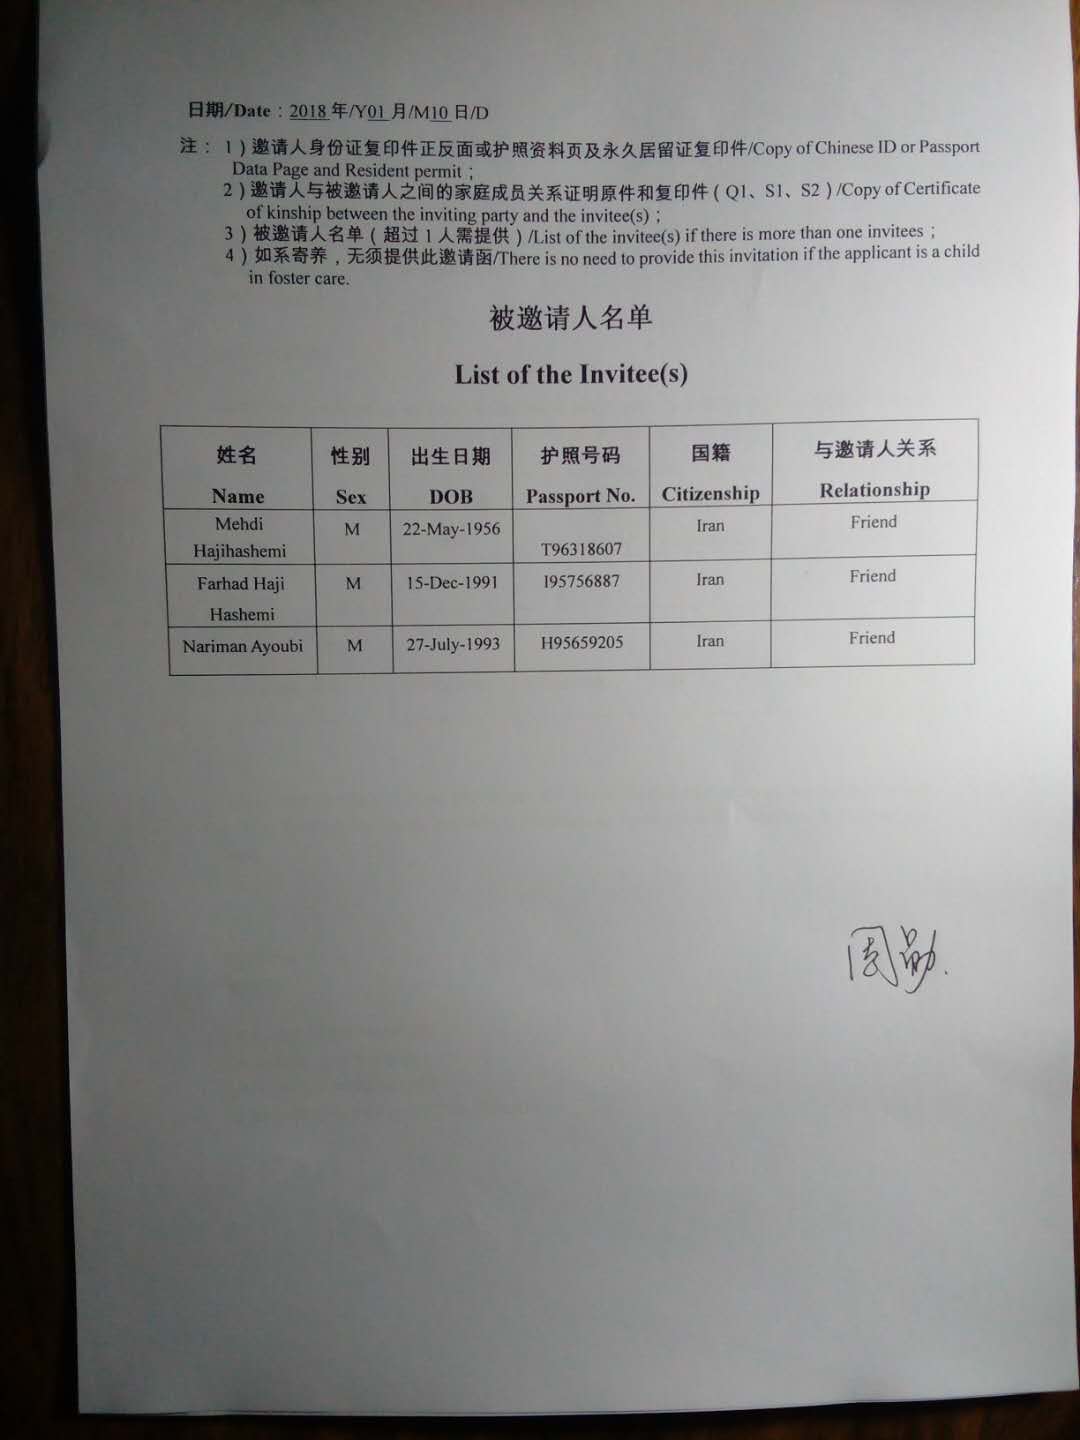 日期/Date：2018 年/Y01 月/M10 日/D
注： 1）邀请人身份证复印件正反面或护照资料页及永久居留证复印件/Copy of Chinese ID or Passport
Data Page and Resident permit；
2）邀请人与被邀请人之间的家庭成员关系证明原件和复印件（Q1、S1、S2）/Copy of Certificate
of kinship between the inviting party and the invitee(s)；
3）被邀请人名单（超过 1 人需提供）/List of the invitee(s) if there is more than one invitees；
4）如系寄养，无须提供此邀请函/There is no need to provide this invitation if the applicant is a child
in foster care.
被邀请人名单
List of the Invitee(s)
姓名 性别 出生日期 护照号码 国籍 与邀请人关系
Name Sex DOB Passport No. Citizenship Relationship
Mehdi M 22-May-1956 Iran Friend
Hajihashemi T96318607
Farhad Haji M 15-Dec-1991 I95756887 Iran Friend
Hashemi
Nariman Ayoubi M 27-July-1993 H95659205 Iran Friend
周勋